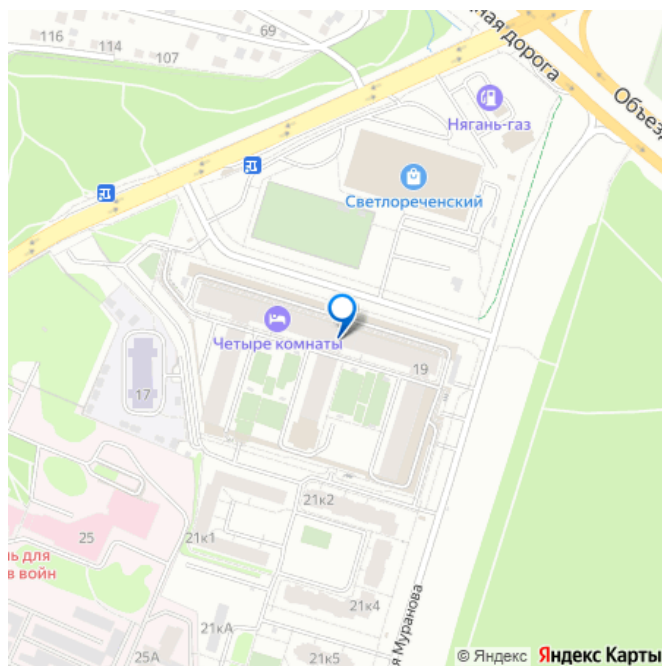 116
114
107
69
ная дорога
Объезд
Нягань-газ
Светлореченский
Четыре комнаты
19
17
21к2
21к1
25
ль для
в войн
21к4
21кА
21к5
25А
я Муранова
© Яндекс Яндекс Карты